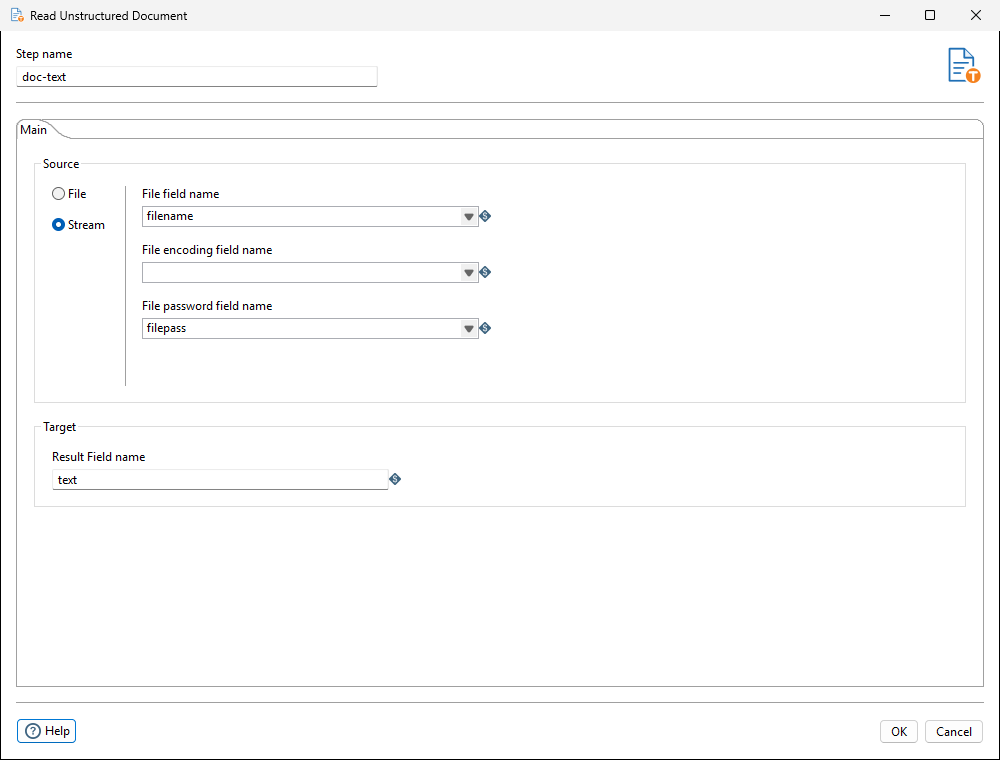 Read Unstructured Document
Step name
doc-text
T
Main
Source
File
Stream
File field name
filename
S
File encoding field name
S
File password field name
filepass
S
Target
Result Field name
text
S
? Help
OK
Cancel